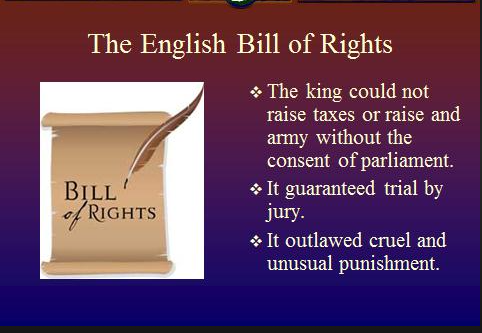 The English Bill of Rights
BILL
of RIGHTS
❖ The king could not
raise taxes or raise and
army without the
consent of parliament.
❖ It guaranteed trial by
jury.
❖ It outlawed cruel and
unusual punishment.